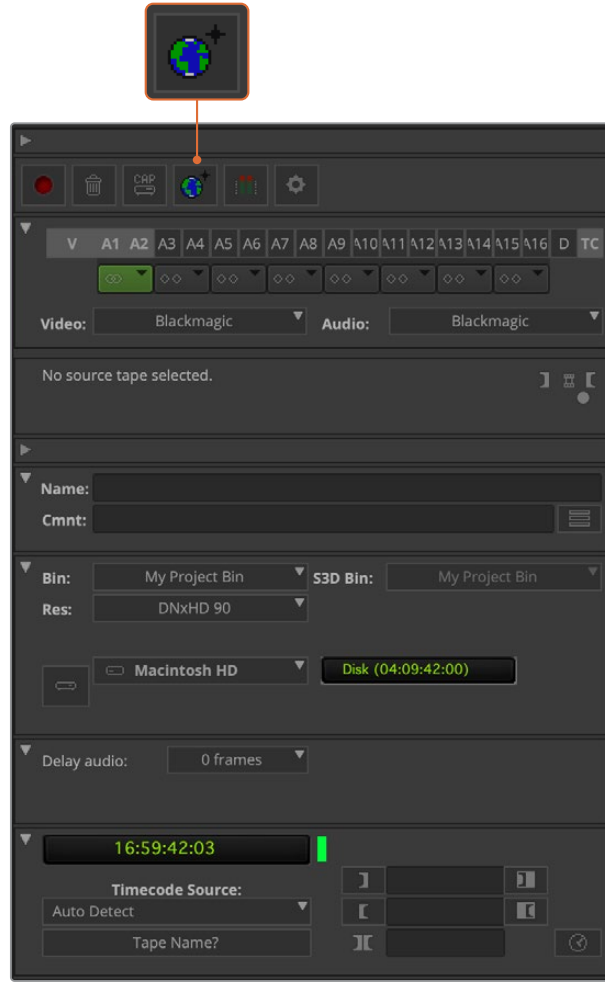 CAP
V A1 A2 A3 A4 A5 A6 A7 A8 A9 A10 A11 A12 A13 A14 A15 A16 D TC
Video: Blackmagic Audio: Blackmagic
No source tape selected.
Name:
Cmnt:
Bin: My Project Bin S3D Bin: My Project Bin
Res: DNxHD 90
Macintosh HD Disk (04:09:42:00)
Delay audio: 0 frames
16:59:42:03
Timecode Source:
Auto Detect
Tape Name?